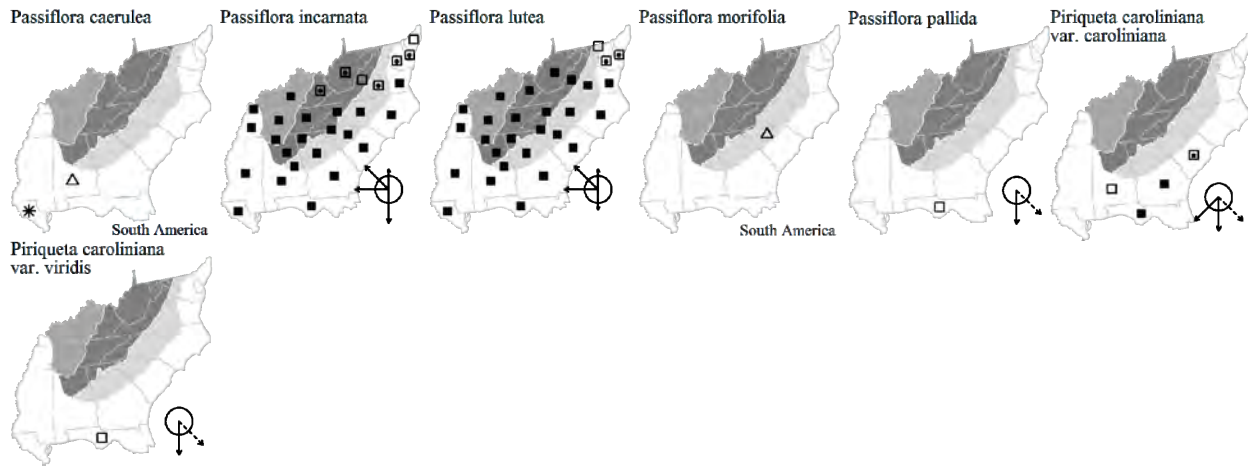 Passiflora caerulea
Passiflora incarnata
Passiflora lutea
Passiflora morifolia
Passiflora pallida
Piriqueta caroliniana
var. caroliniana
South America
South America
Piriqueta caroliniana
var. viridis